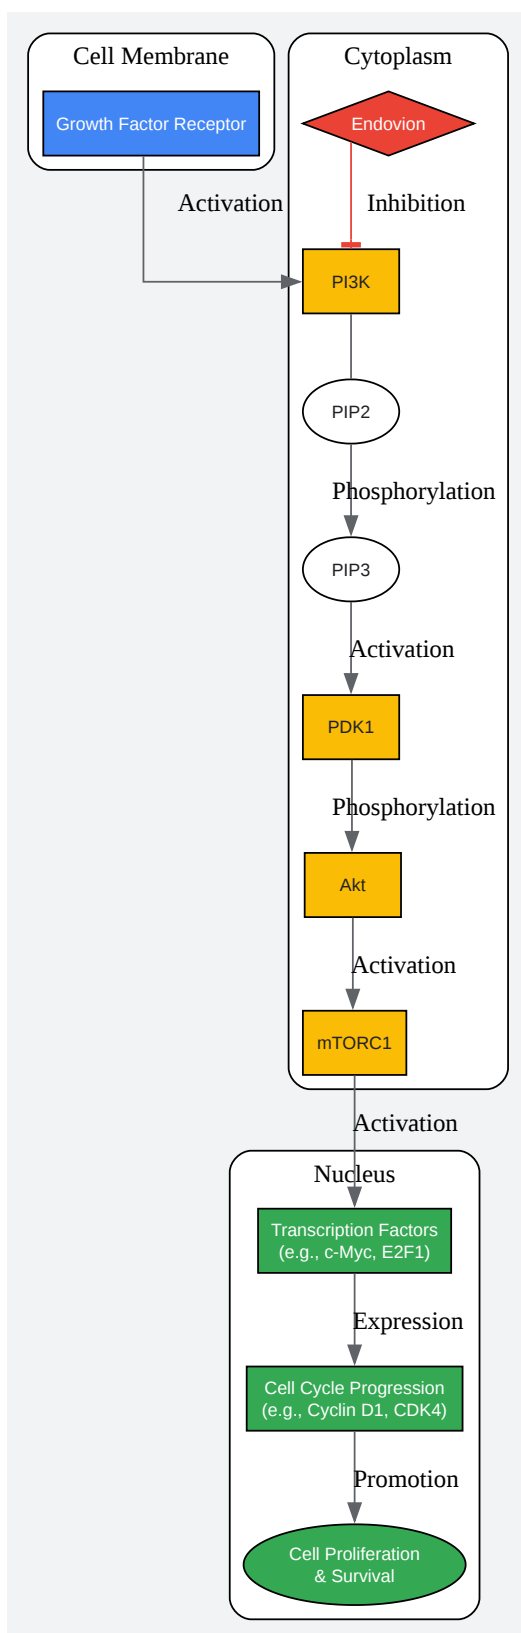 Cell Membrane
Cytoplasm
Growth Factor Receptor
Endovion
Activation
Inhibition
PI3K
PIP2
Phosphorylation
PIP3
Activation
PDK1
Phosphorylation
Akt
Activation
mTORC1
Activation
Nucleus
Transcription Factors
(e.g., c-Myc, E2F1)
Expression
Cell Cycle Progression
(e.g., Cyclin D1, CDK4)
Promotion
Cell Proliferation
& Survival